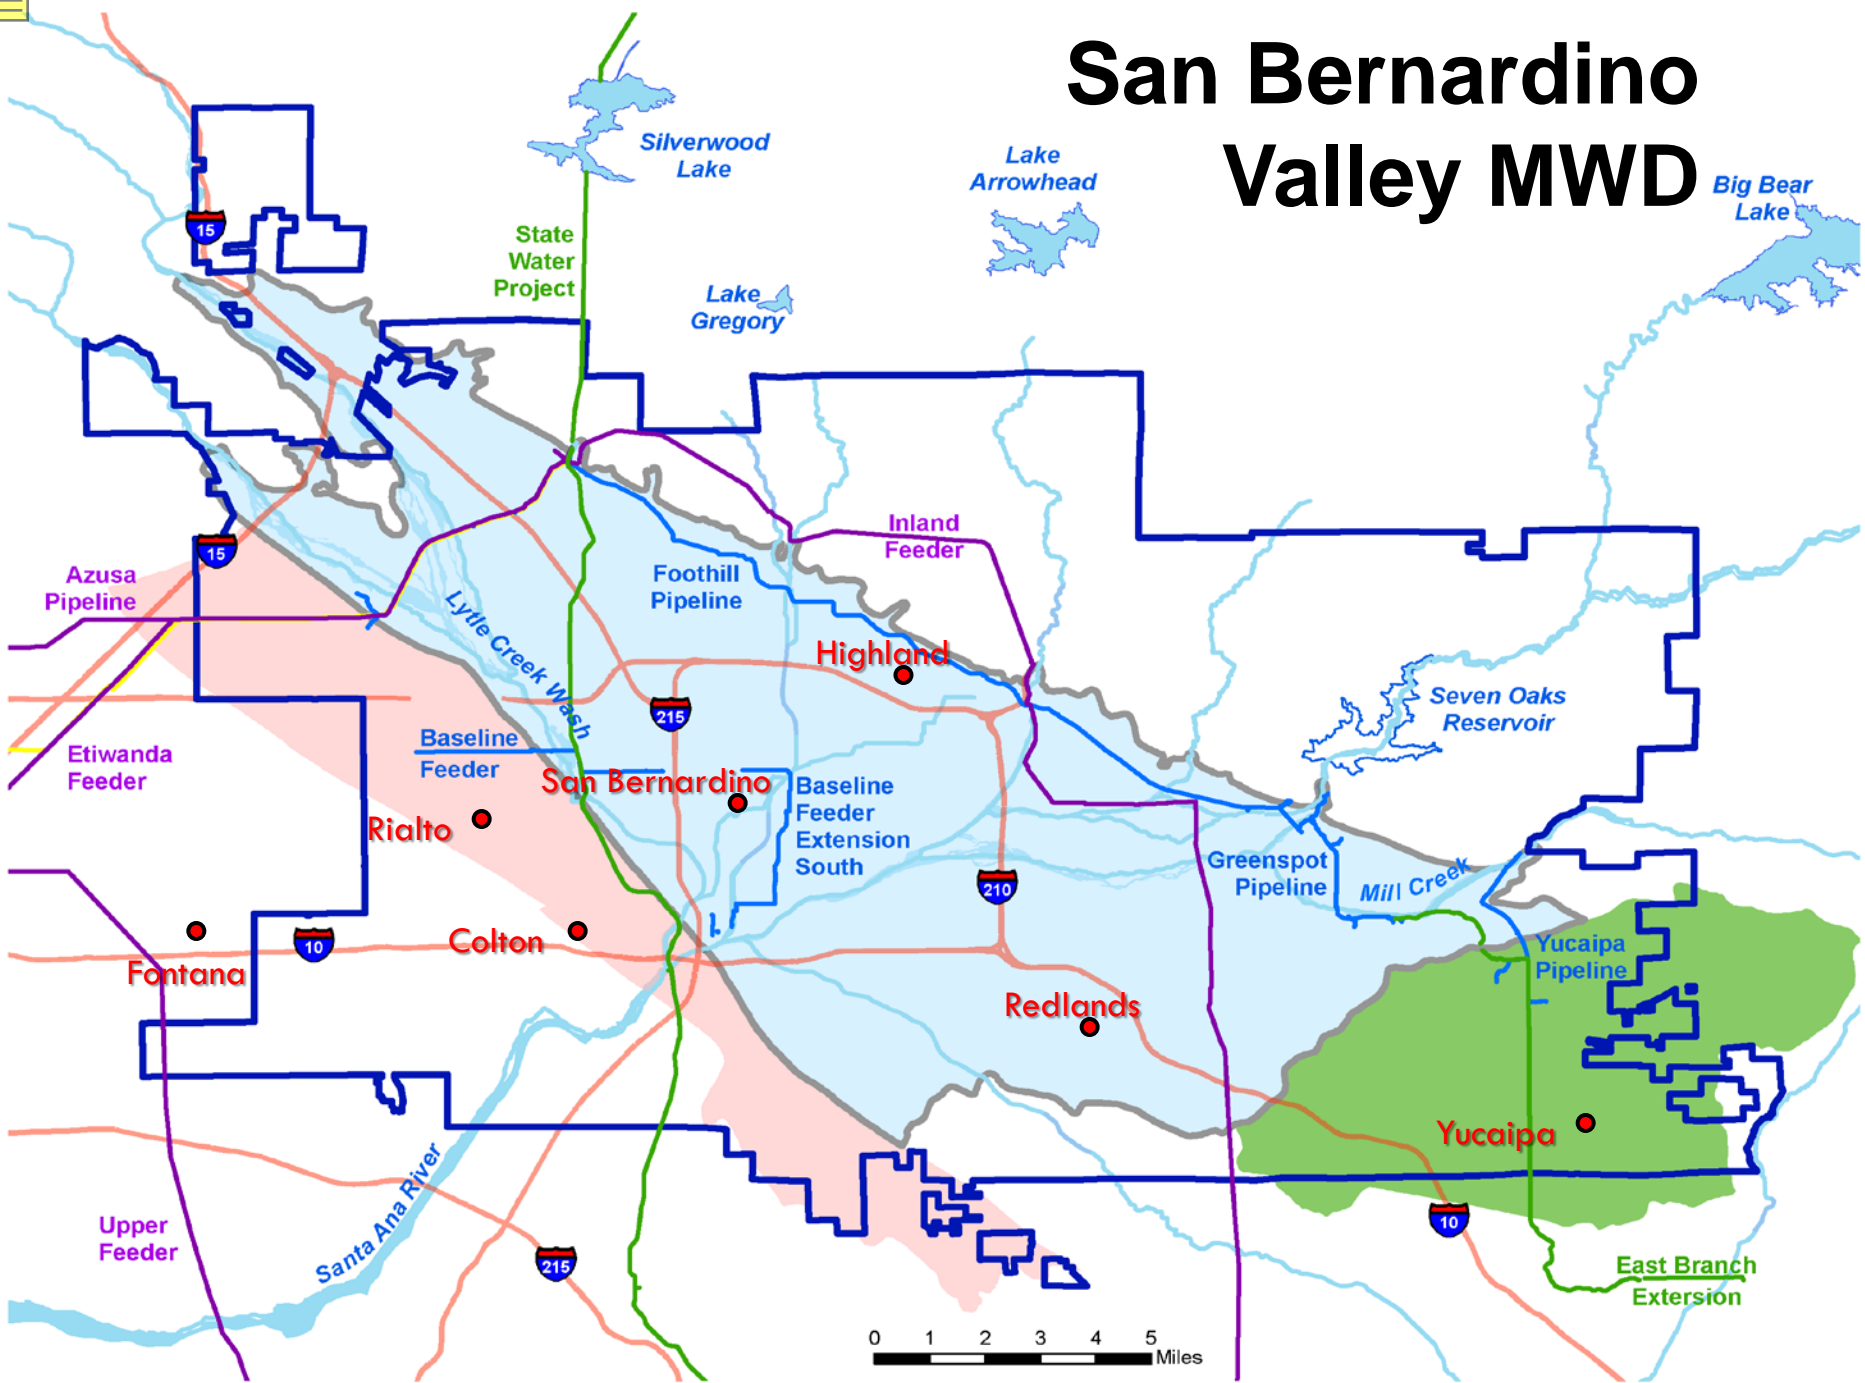 San Bernardino
Valley MWD
Silverwood
Lake
Lake
Arrowhead
Big Bear
Lake
15
State
Water
Project
Lake
Gregory
Inland
Feeder
15
Azusa
Pipeline
Foothill
Pipeline
Lytle Creek Wash
Highland
215
Seven Oaks
Reservoir
Baseline
Feeder
Etiwanda
Feeder
San Bernardino
Baseline
Feeder
Extension
South
Rialto
Greenspot
Pipeline
Mill Creek
210
Colton
10
Fontana
Yucaipa
Pipeline
Redlands
Yucaipa
Santa Ana River
Upper
Feeder
10
215
East Branch
Extersion
0 1 2 3 4 5
Miles